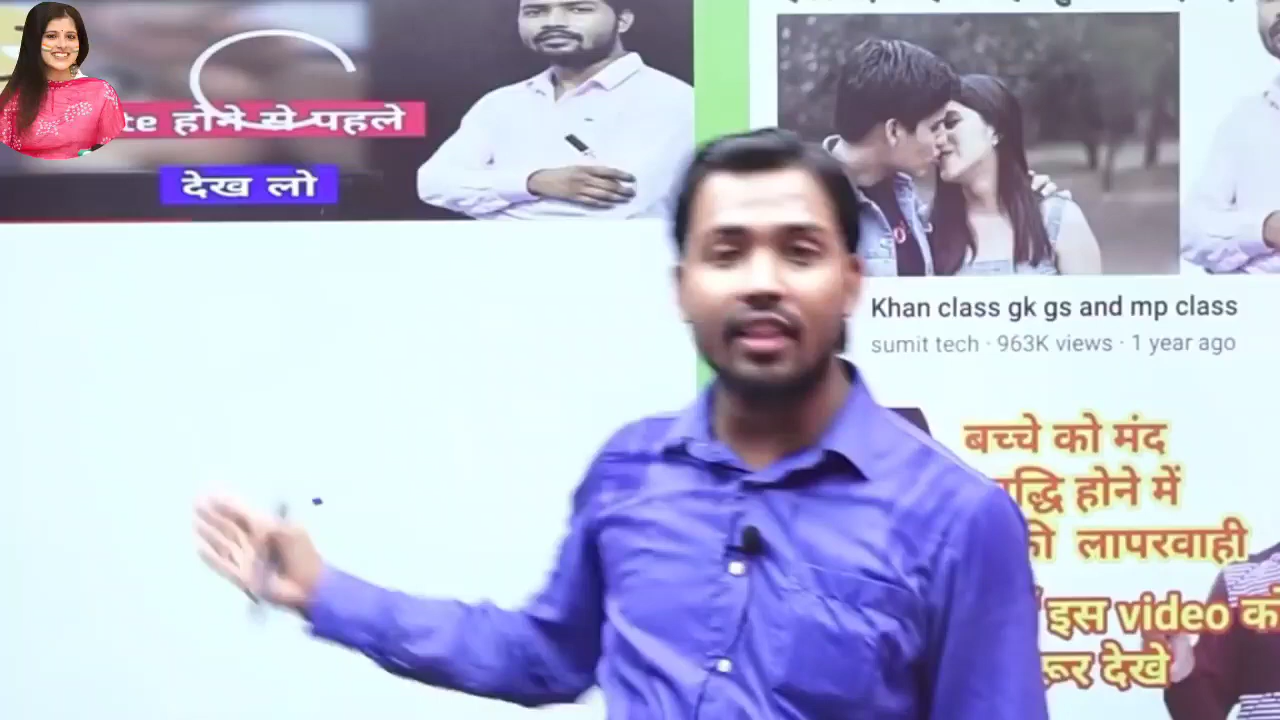 te होने से पहले
देख लो
Khan class gk gs and mp class
sumit tech · 963K views · 1 year ago
बच्चे को मंद
होने में
लापरवाही
इस video को
देखे